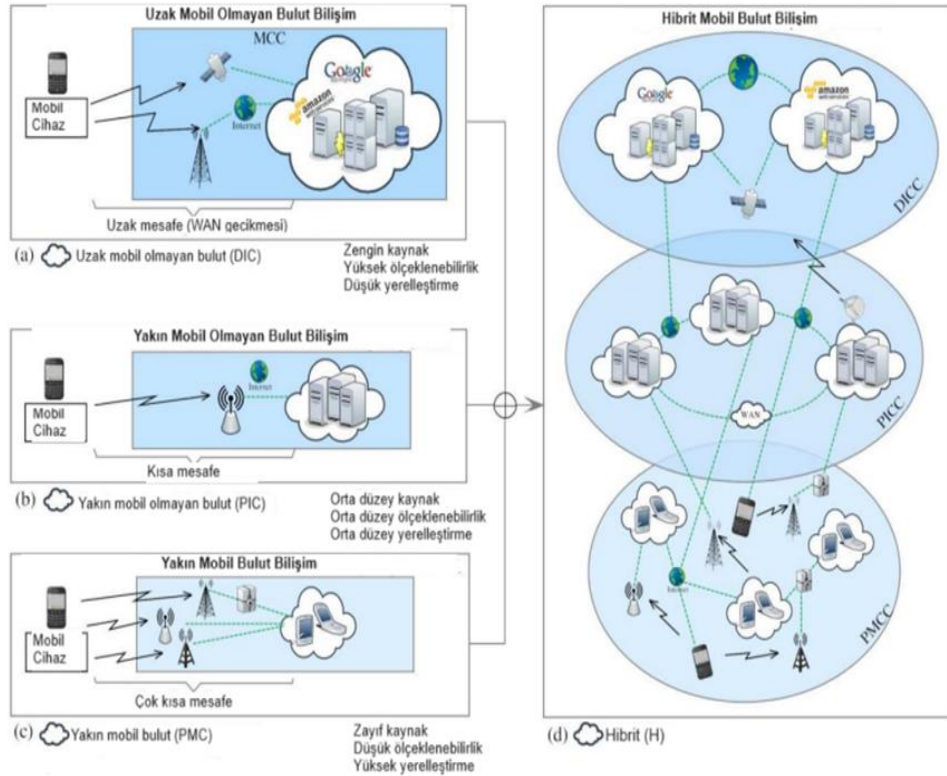 Uzak Mobil Olmayan Bulut Bilişim
MCC
Google
amazon
webservices
Internet
Mobil
Cihaz
Uzak mesafe (WAN gecikmesi)
(a) Uzak mobil olmayan bulut (DIC)
Zengin kaynak
Yüksek ölçeklenebilirlik
Düşük yerelleştirme
Yakın Mobil Olmayan Bulut Bilişim
Internet
Mobil
Cihaz
Kısa mesafe
(b) Yakın mobil olmayan bulut (PIC)
Orta düzey kaynak
Orta düzey ölçeklenebilirlik
Orta düzey yerelleştirme
Yakın Mobil Bulut Bilişim
Mobil
Cihaz
Çok kısa mesafe
(c) Yakın mobil bulut (PMC)
Zayıf kaynak
Düşük ölçeklenebilirlik
Yüksek yerelleştirme
Hibrit Mobil Bulut Bilişim
Google
amazon
webservices
DICC
WAN
PICC
Internet
PMCC
(d) Hibrit (H)